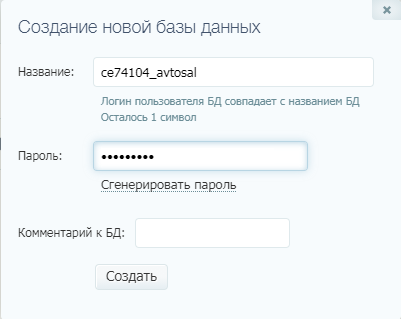 Создание новой базы данных
Название: ce74104_avtosal
Логин пользователя БД совпадает с названием БД
Осталось 1 символ
Пароль: •••••••••
Сгенерировать пароль
Комментарий к БД:
Создать